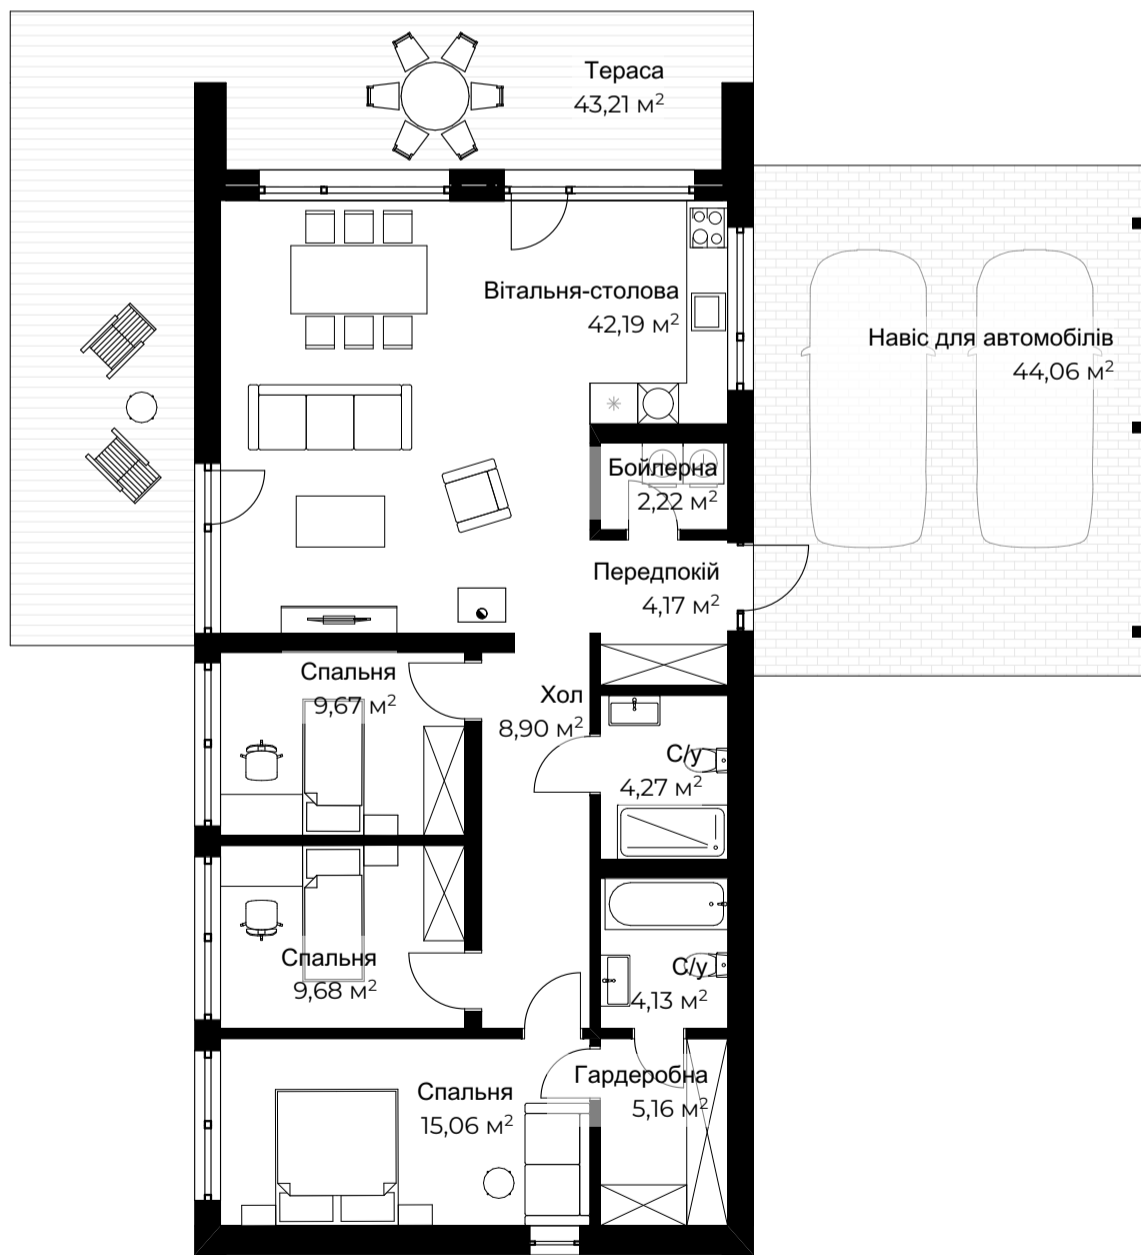 Тераса
43,21 м²
Вітальня-столова
42,19 м²
Навіс для автомобілів
44,06 м²
Бойлерна
2,22 м²
Передпокій
4,17 м²
Спальня
9,67 м²
Хол
8,90 м²
С/у
4,27 м²
Спальня
9,68 м²
С/у
4,13 м²
Спальня
15,06 м²
Гардеробна
5,16 м²